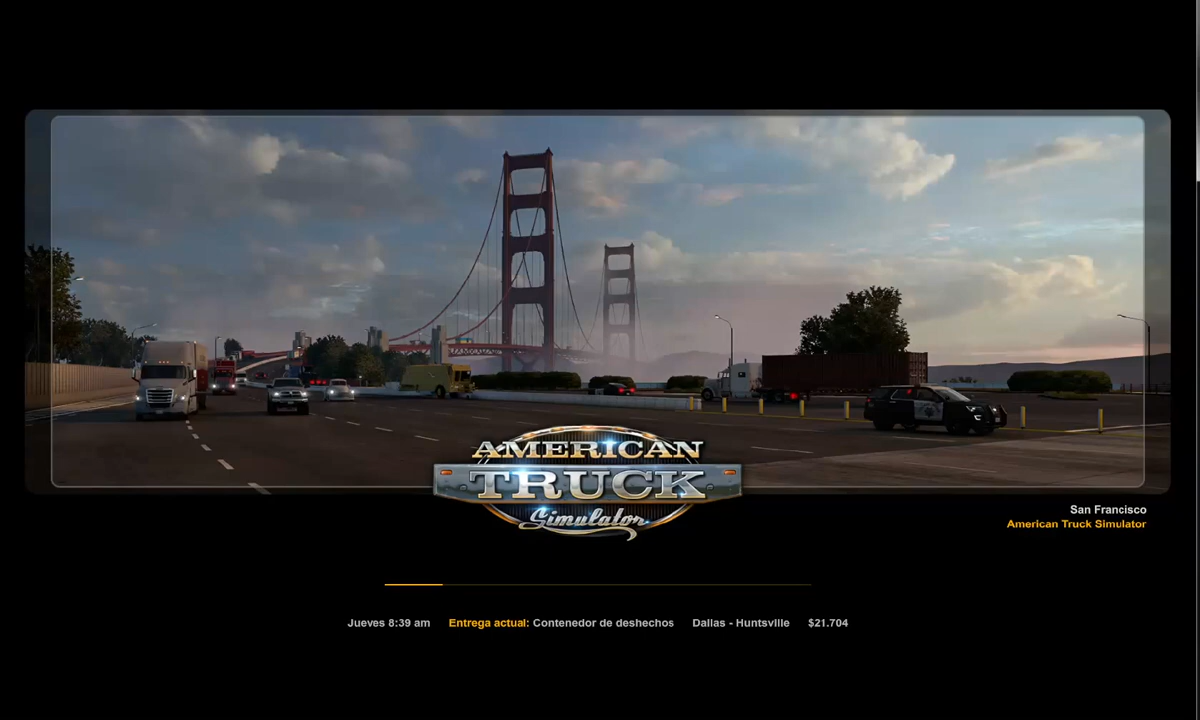 AMERICAN
TRUCK
Simulator
San Francisco
American Truck Simulator
Jueves 8:39 am Entrega actual: Contenedor de deshechos Dallas - Huntsville $21.704